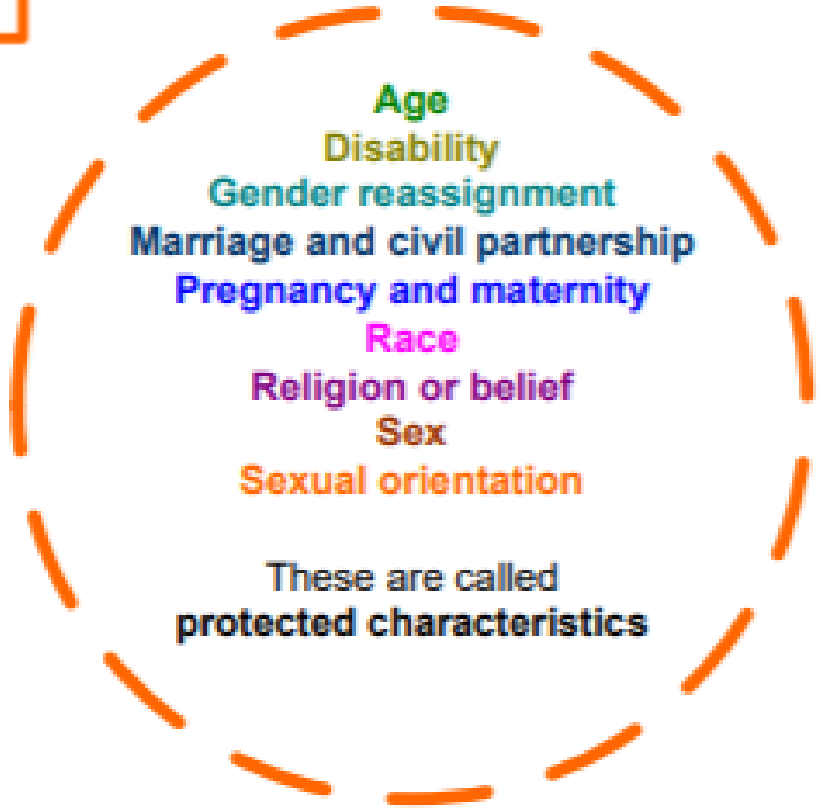 Age
Disability
Gender reassignment
Marriage and civil partnership
Pregnancy and maternity
Race
Religion or belief
Sex
Sexual orientation
These are called
protected characteristics